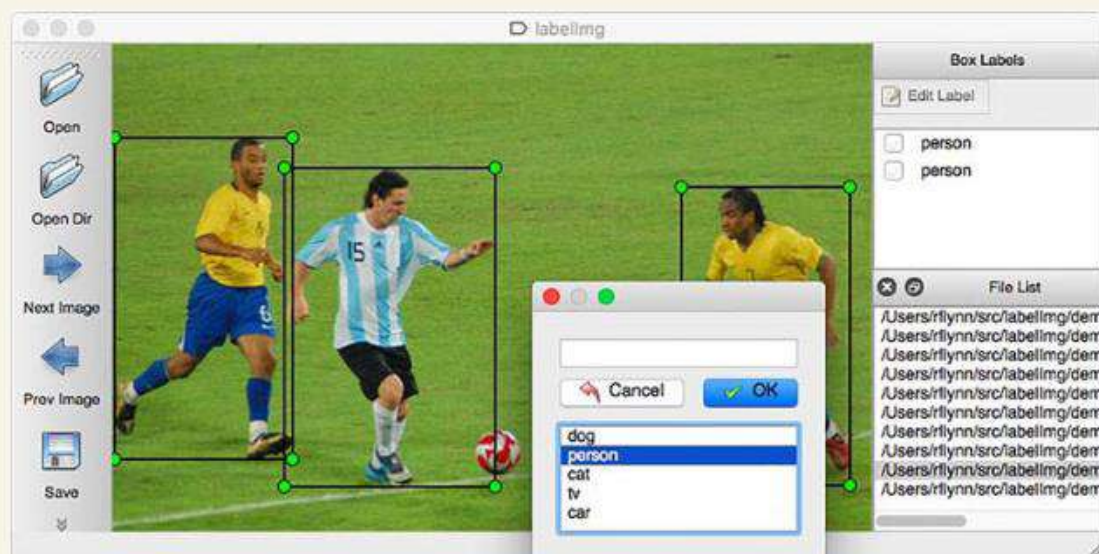 labelImg
Open
Open Dir
Next Image
Prev Image
Save
15
6
Cancel
OK
dog
person
cat
tv
car
Box Labels
Edit Label
person
person
File List
/Users/rflynn/src/labelImg/dem
/Users/rflynn/src/labelImg/dem
/Users/rflynn/src/labelImg/dem
/Users/rflynn/src/labelImg/dem
/Users/rflynn/src/labelImg/dem
/Users/rflynn/src/labelImg/dem
/Users/rflynn/src/labelImg/dem
/Users/rflynn/src/labelImg/dem
/Users/rflynn/src/labelImg/dem
/Users/rflynn/src/labelImg/dem